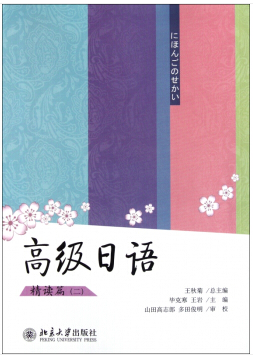 にほんごのせかい
高级日语
精读篇(二)
王秋菊/总主编
毕克寒 王岩/主编
山田高志郎 多田俊明/审校
北京大学出版社
PEKING UNIVERSITY PRESS